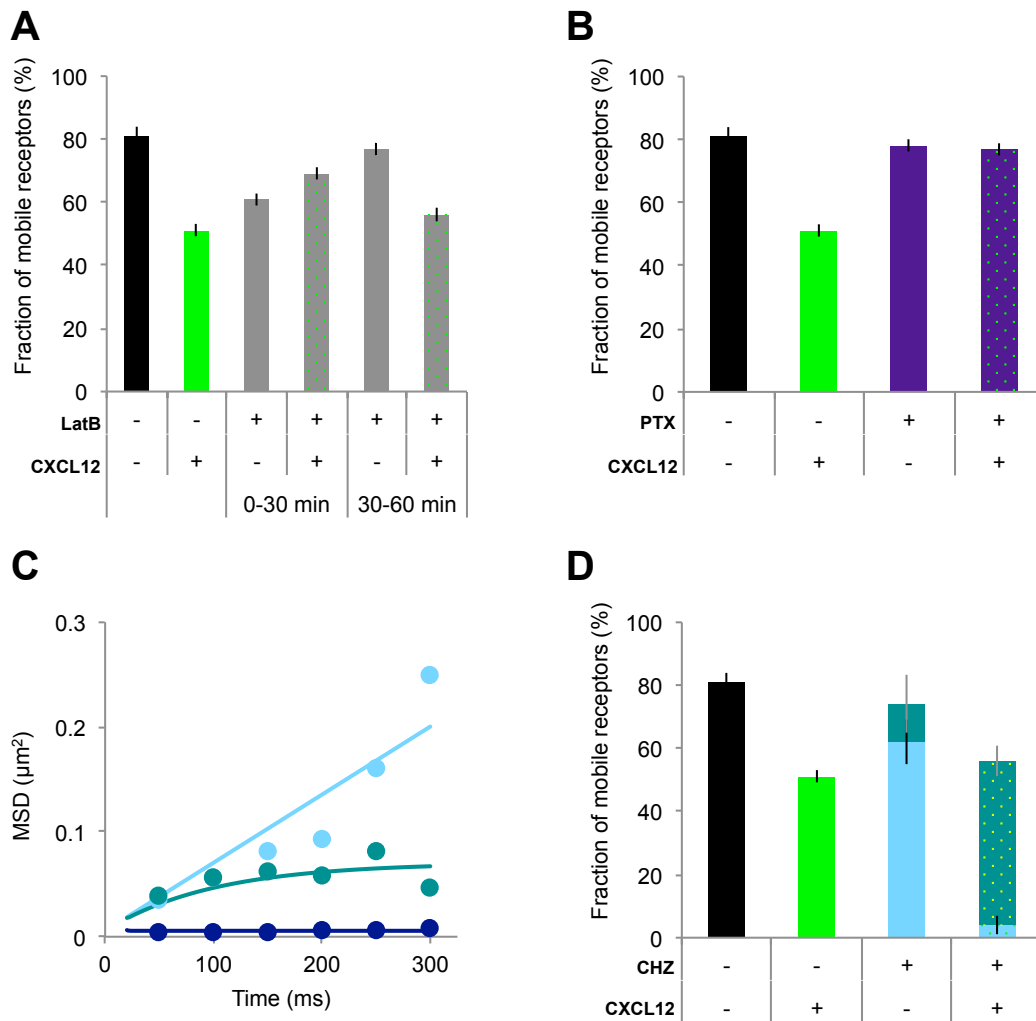 A
Fraction of mobile receptors (%)
100
80
60
40
20
0
LatB - - + + + +
CXCL12 - + - + - +
0-30 min 30-60 min
B
Fraction of mobile receptors (%)
100
80
60
40
20
0
PTX - - + +
CXCL12 - + - +
C
MSD (µm²)
0.3
0.2
0.1
0
0 100 200 300
Time (ms)
D
Fraction of mobile receptors (%)
100
80
60
40
20
0
CHZ - - + +
CXCL12 - + - +